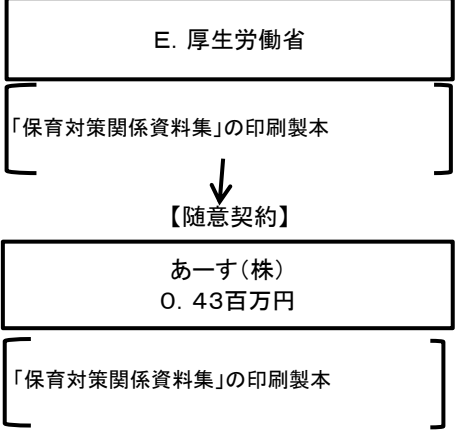 E. 厚生労働省
「保育対策関係資料集」の印刷製本
【随意契約】
あーす（株）
０．４３百万円
「保育対策関係資料集」の印刷製本